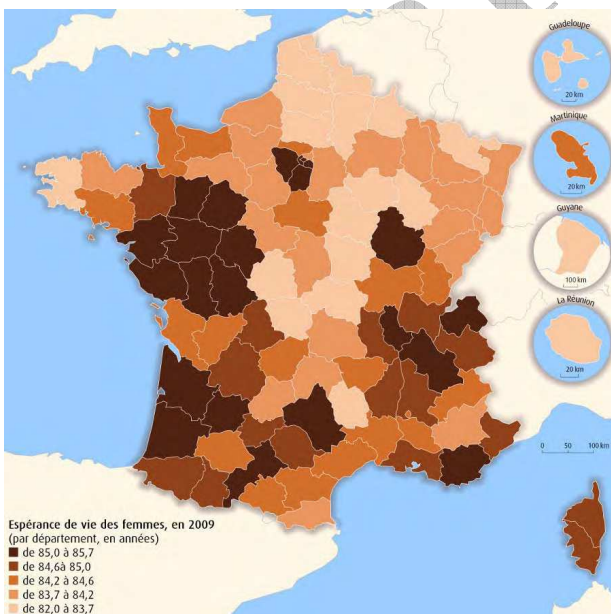 Guadeloupe
20 km
Martinique
20 km
Guyane
100 km
La Réunion
20 km
0 50 100 km
Espérance de vie des femmes, en 2009
(par département, en années)
de 85,0 à 85,7
de 84,6à 85,0
de 84,2 à 84,6
de 83,7 à 84,2
de 82,0 à 83,7